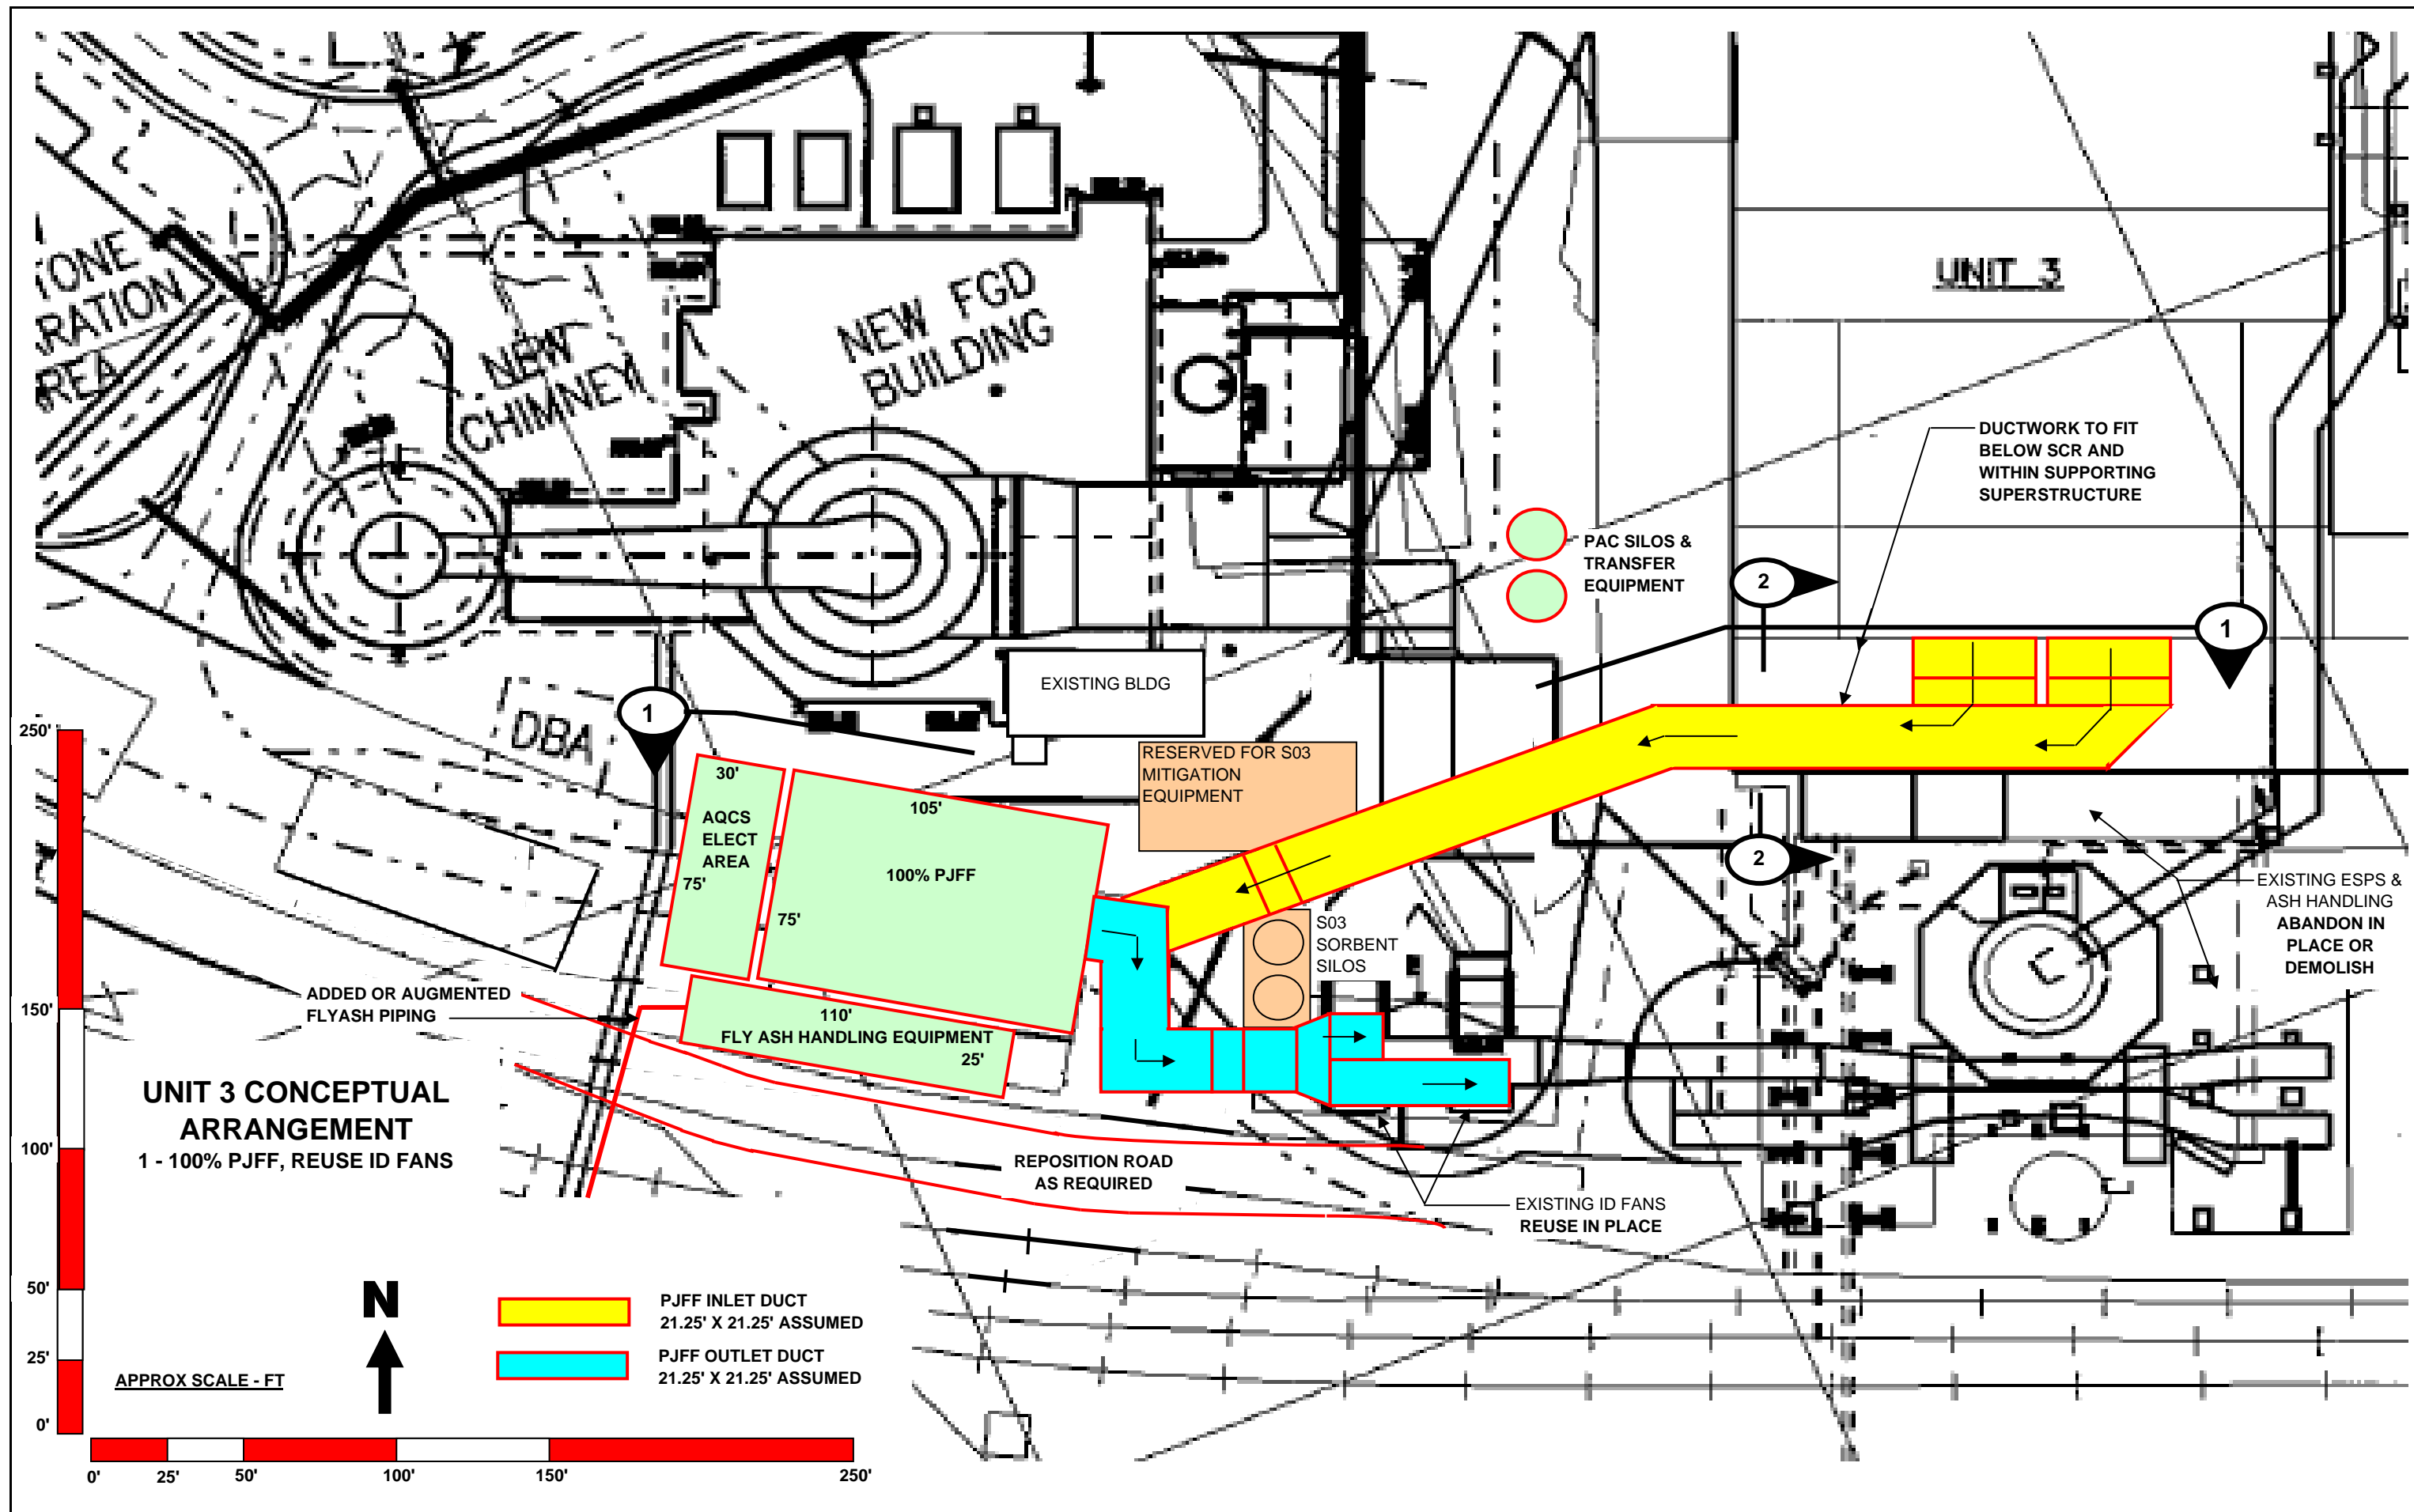 TONE
RATION
REA
NEW
CHIMNEY
NEW FGD
BUILDING
UNIT 3
DUCTWORK TO FIT
BELOW SCR AND
WITHIN SUPPORTING
SUPERSTRUCTURE
PAC SILOS &
TRANSFER
EQUIPMENT
2
1
EXISTING BLDG
1
DBA
RESERVED FOR S03
MITIGATION
EQUIPMENT
30'
AQCS
ELECT
AREA
75'
105'
100% PJFF
75'
2
EXISTING ESPS &
ASH HANDLING
ABANDON IN
PLACE OR
DEMOLISH
S03
SORBENT
SILOS
ADDED OR AUGMENTED
FLYASH PIPING
110'
FLY ASH HANDLING EQUIPMENT
25'
UNIT 3 CONCEPTUAL
ARRANGEMENT
1 - 100% PJFF, REUSE ID FANS
REPOSITION ROAD
AS REQUIRED
EXISTING ID FANS
REUSE IN PLACE
250'
150'
100'
50'
25'
0'
N
APPROX SCALE - FT
PJFF INLET DUCT
21.25' X 21.25' ASSUMED
PJFF OUTLET DUCT
21.25' X 21.25' ASSUMED
0' 25' 50' 100' 150' 250'